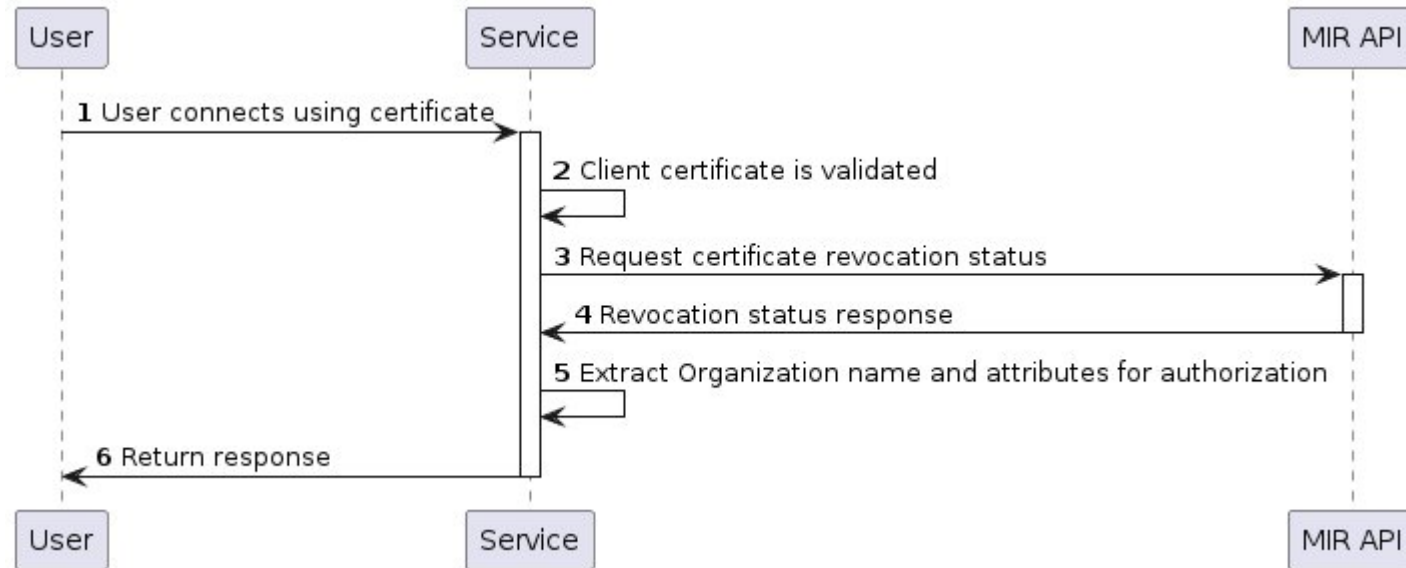 User
Service
MIR API
1 User connects using certificate
2 Client certificate is validated
3 Request certificate revocation status
4 Revocation status response
5 Extract Organization name and attributes for authorization
6 Return response
User
Service
MIR API